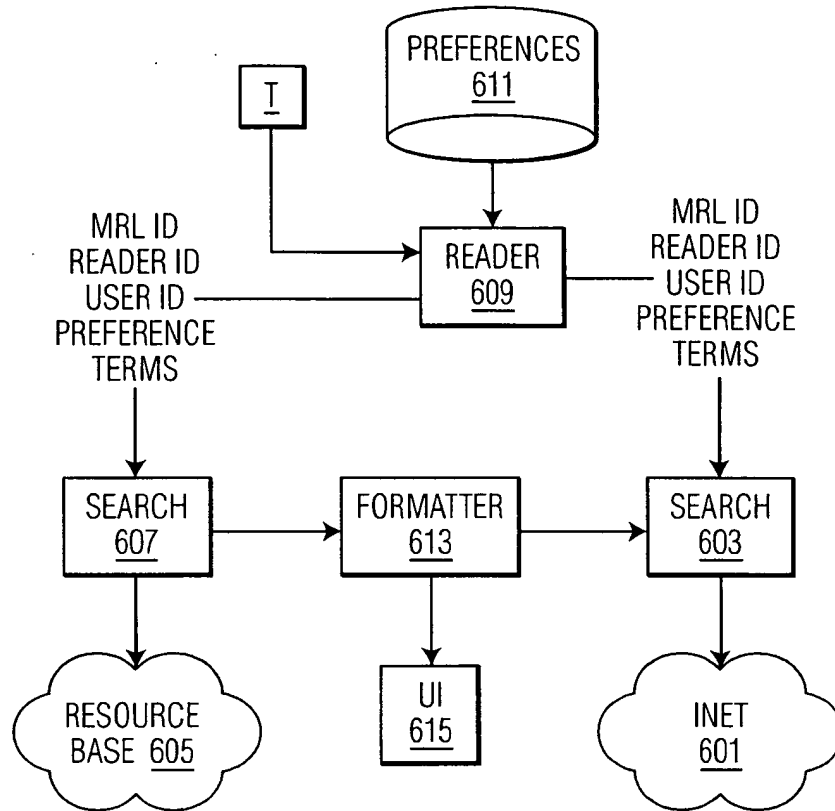 PREFERENCES
611
T
MRL ID
READER ID
USER ID
PREFERENCE
TERMS
READER
609
MRL ID
READER ID
USER ID
PREFERENCE
TERMS
SEARCH
607
FORMATTER
613
SEARCH
603
RESOURCE
BASE 605
UI
615
INET
601